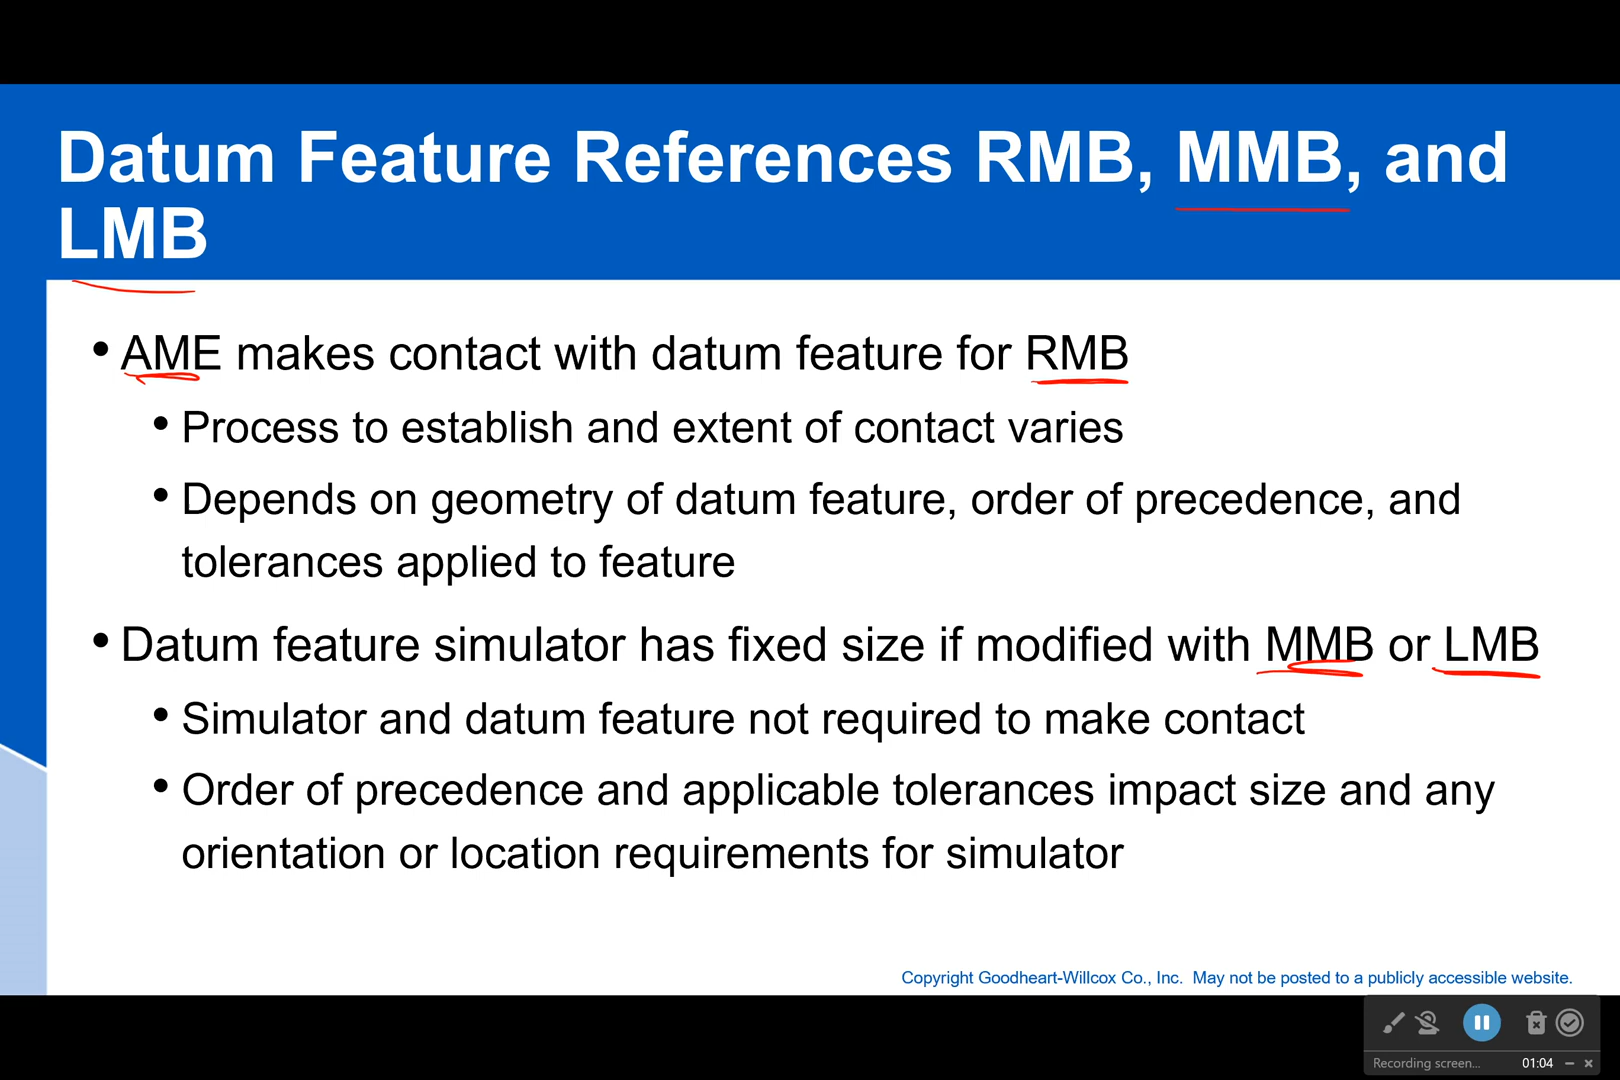 Datum Feature References RMB, MMB, and
LMB
• AME makes contact with datum feature for RMB
• Process to establish and extent of contact varies
• Depends on geometry of datum feature, order of precedence, and
tolerances applied to feature
• Datum feature simulator has fixed size if modified with MMB or LMB
• Simulator and datum feature not required to make contact
• Order of precedence and applicable tolerances impact size and any
orientation or location requirements for simulator
Copyright Goodheart-Willcox Co., Inc. May not be posted to a publicly accessible website.
Recording screen... 01:04